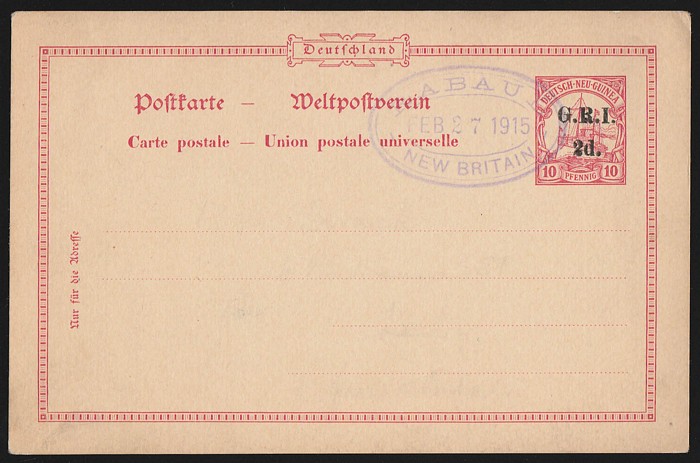 Deutschland
Postkarte — Weltpostverein
Carte postale — Union postale universelle
RABAUL
FEB 27 1915
NEW BRITAIN
DEUTSCH-NEU-GUINEA
G.R.I.
2d.
10 PFENNIG 10
Nur für die Adresse